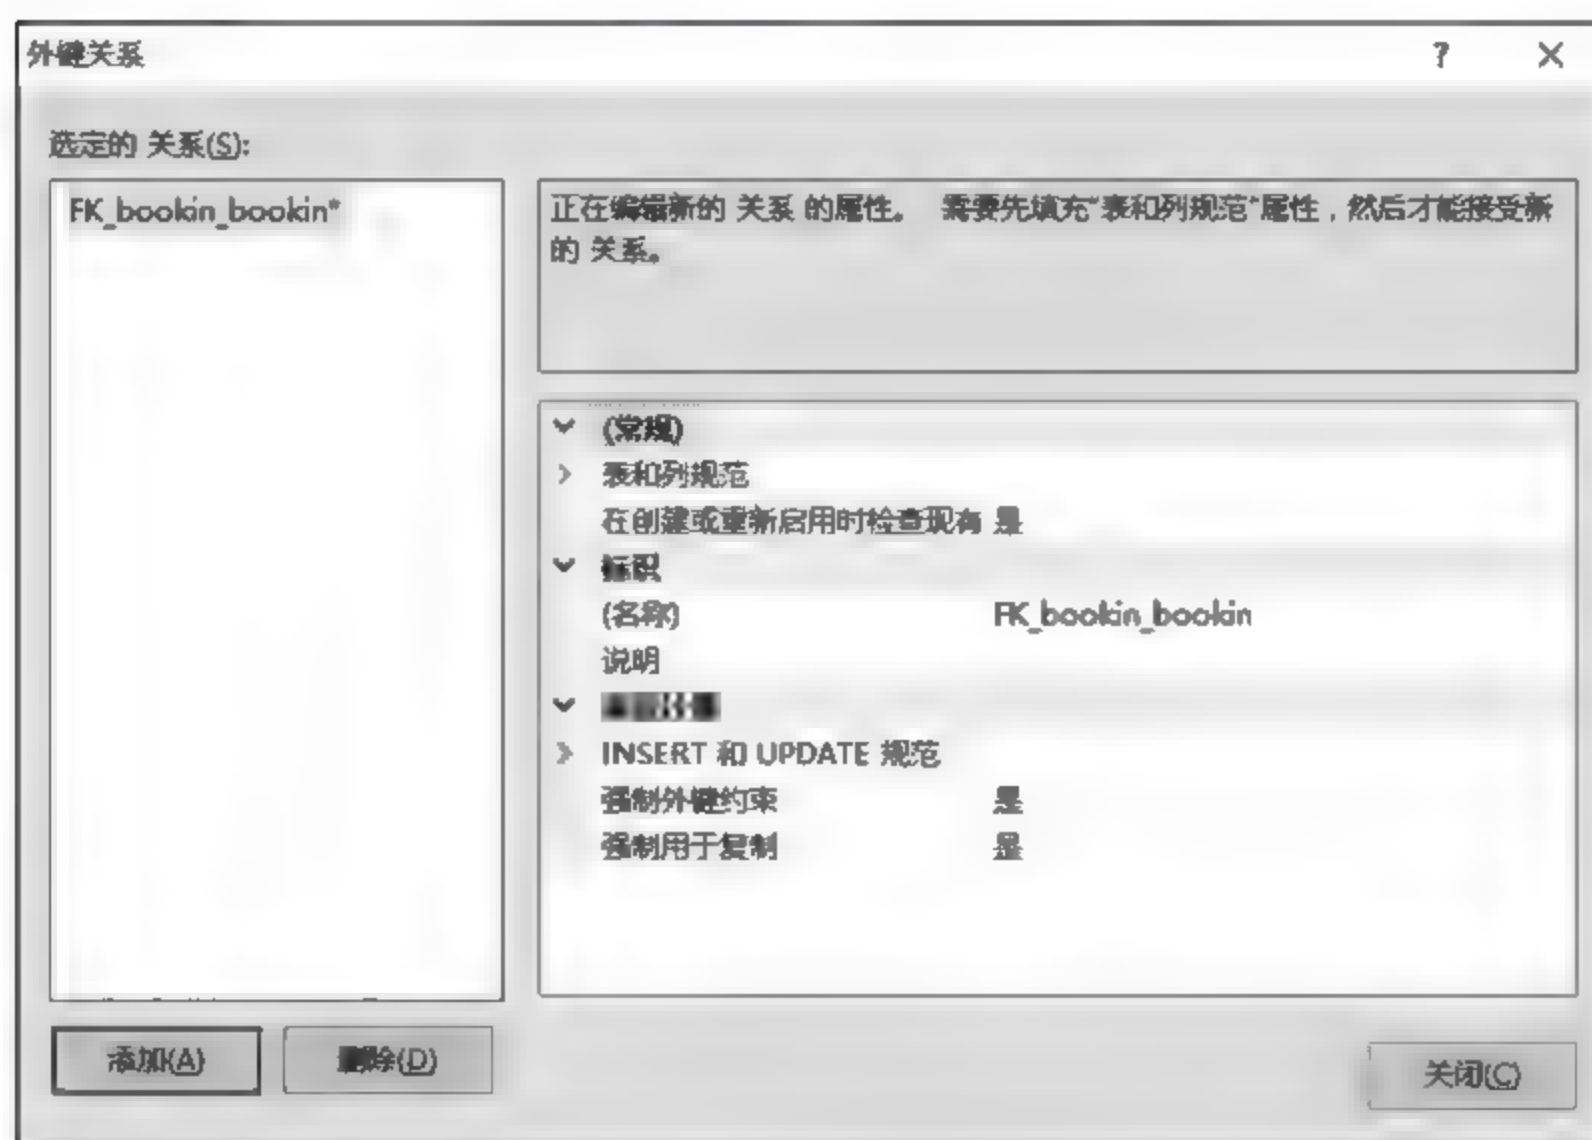 外键关系
选定的 关系(S):
FK_bookin_bookin*
正在编辑新的 关系 的属性。 需要先填充"表和列规范"属性，然后才能接受新
的 关系。
(常规)
表和列规范
在创建或重新启用时检查现有 是
标识
(名称) FK_bookin_bookin
说明
INSERT 和 UPDATE 规范
强制外键约束 是
强制用于复制 是
添加(A) 删除(D)
关闭(C)